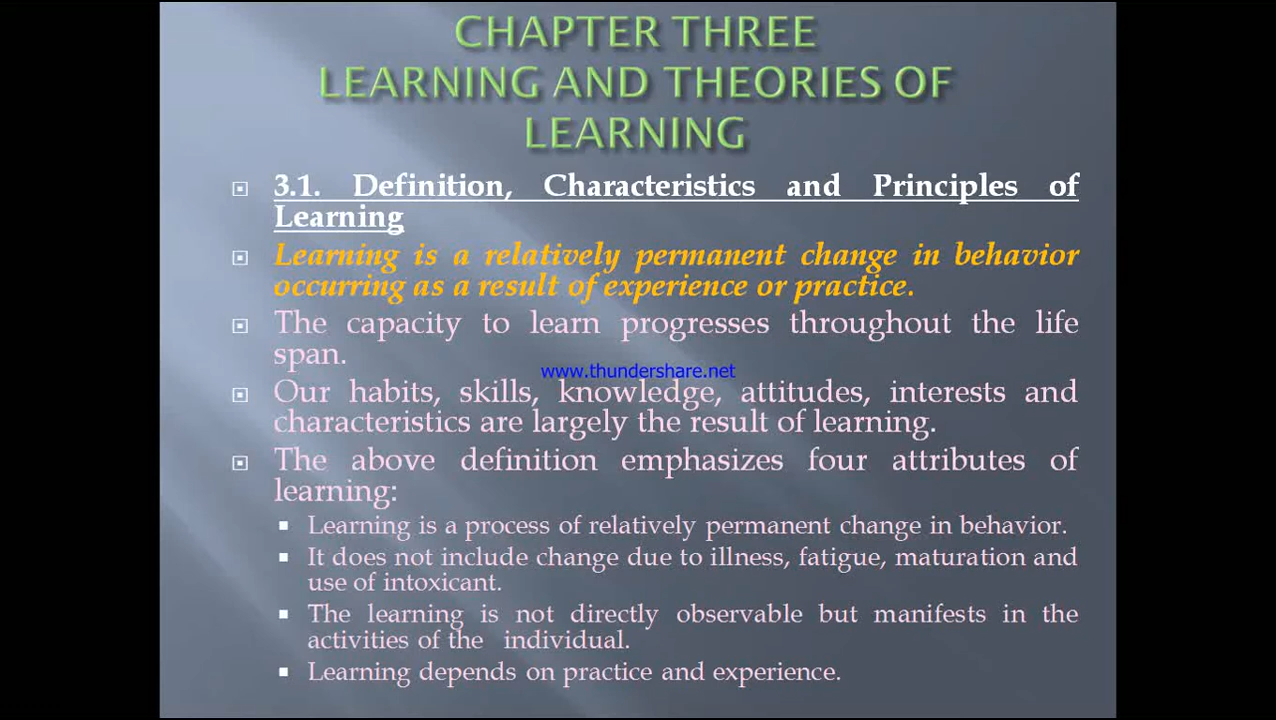 CHAPTER THREE
LEARNING AND THEORIES OF
LEARNING
3.1. Definition, Characteristics and Principles of
Learning
Learning is a relatively permanent change in behavior
occurring as a result of experience or practice.
The capacity to learn progresses throughout the life
span.
www.thundershare.net
Our habits, skills, knowledge, attitudes, interests and
characteristics are largely the result of learning.
The above definition emphasizes four attributes of
learning:
Learning is a process of relatively permanent change in behavior.
It does not include change due to illness, fatigue, maturation and
use of intoxicant.
The learning is not directly observable but manifests in the
activities of the individual.
Learning depends on practice and experience.